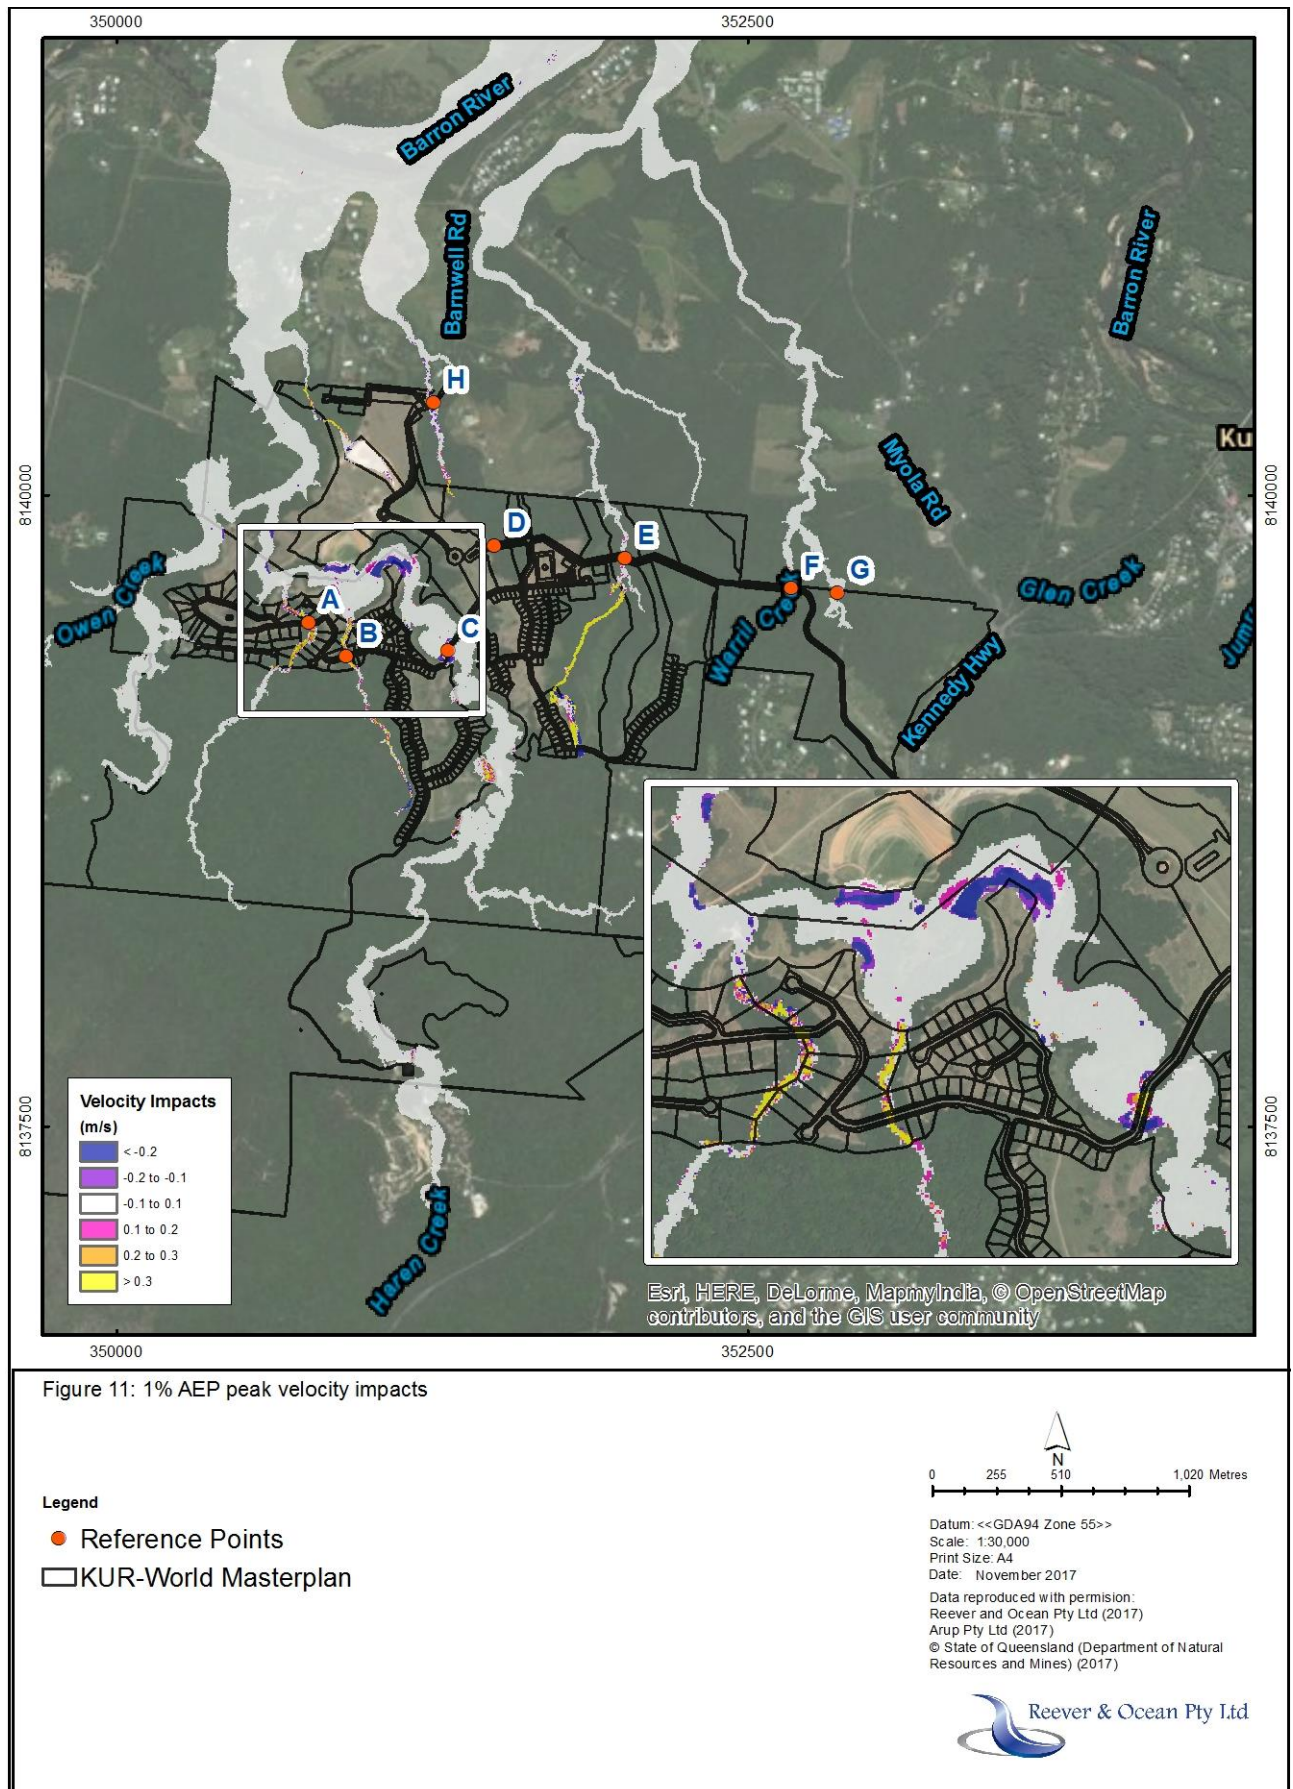 350000
352500
Barron River
Barnwell Rd
Barron River
H
Ku
Myola Rd
8140000
8140000
D
E
F
G
Glen Creek
Owen Creek
A
B
C
Warril Creek
Kennedy Hwy
Velocity Impacts
(m/s)
< -0.2
-0.2 to -0.1
-0.1 to 0.1
0.1 to 0.2
0.2 to 0.3
> 0.3
8137500
8137500
Haren Creek
Esri, HERE, DeLorme, MapmyIndia, © OpenStreetMap
contributors, and the GIS user community
350000
352500
Figure 11: 1% AEP peak velocity impacts
Legend
Reference Points
KUR-World Masterplan
N
0 255 510 1,020 Metres
Datum: <<GDA94 Zone 55>>
Scale: 1:30,000
Print Size: A4
Date: November 2017
Data reproduced with permision:
Reever and Ocean Pty Ltd (2017)
Arup Pty Ltd (2017)
© State of Queensland (Department of Natural
Resources and Mines) (2017)
Reever & Ocean Pty Ltd